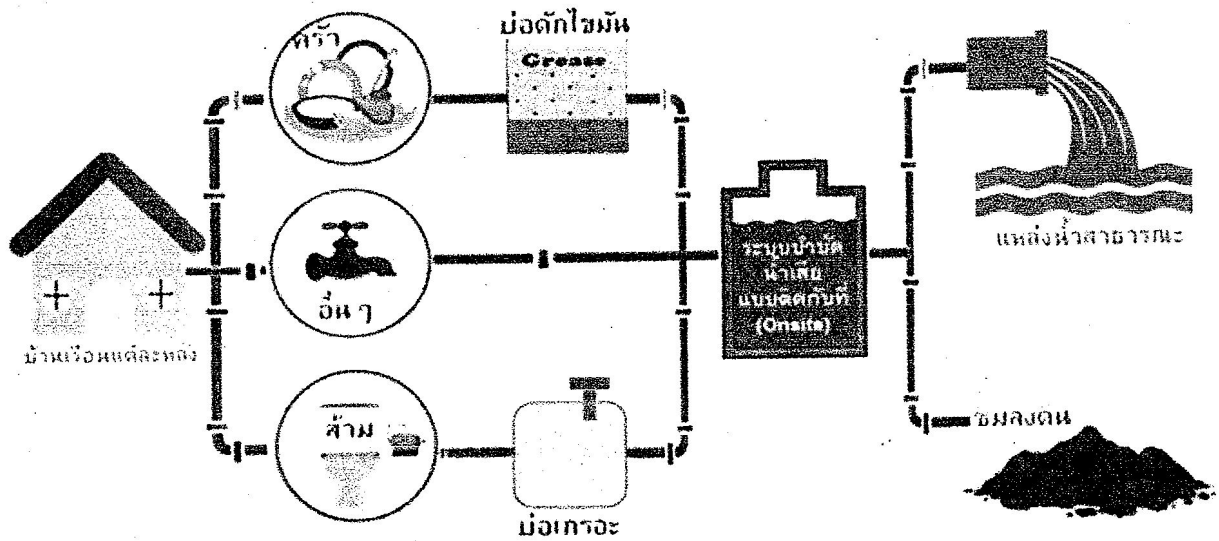 ครัว
บ่อดักไขมัน
Grease
แหล่งน้ำสาธารณะ
ระบบบำบัด
น้ำเสีย
แบบติดกับที่
(Onsite)
อื่น ๆ
บ้านเรือนแต่ละหลัง
ส้วม
ซึมลงดิน
บ่อเกรอะ